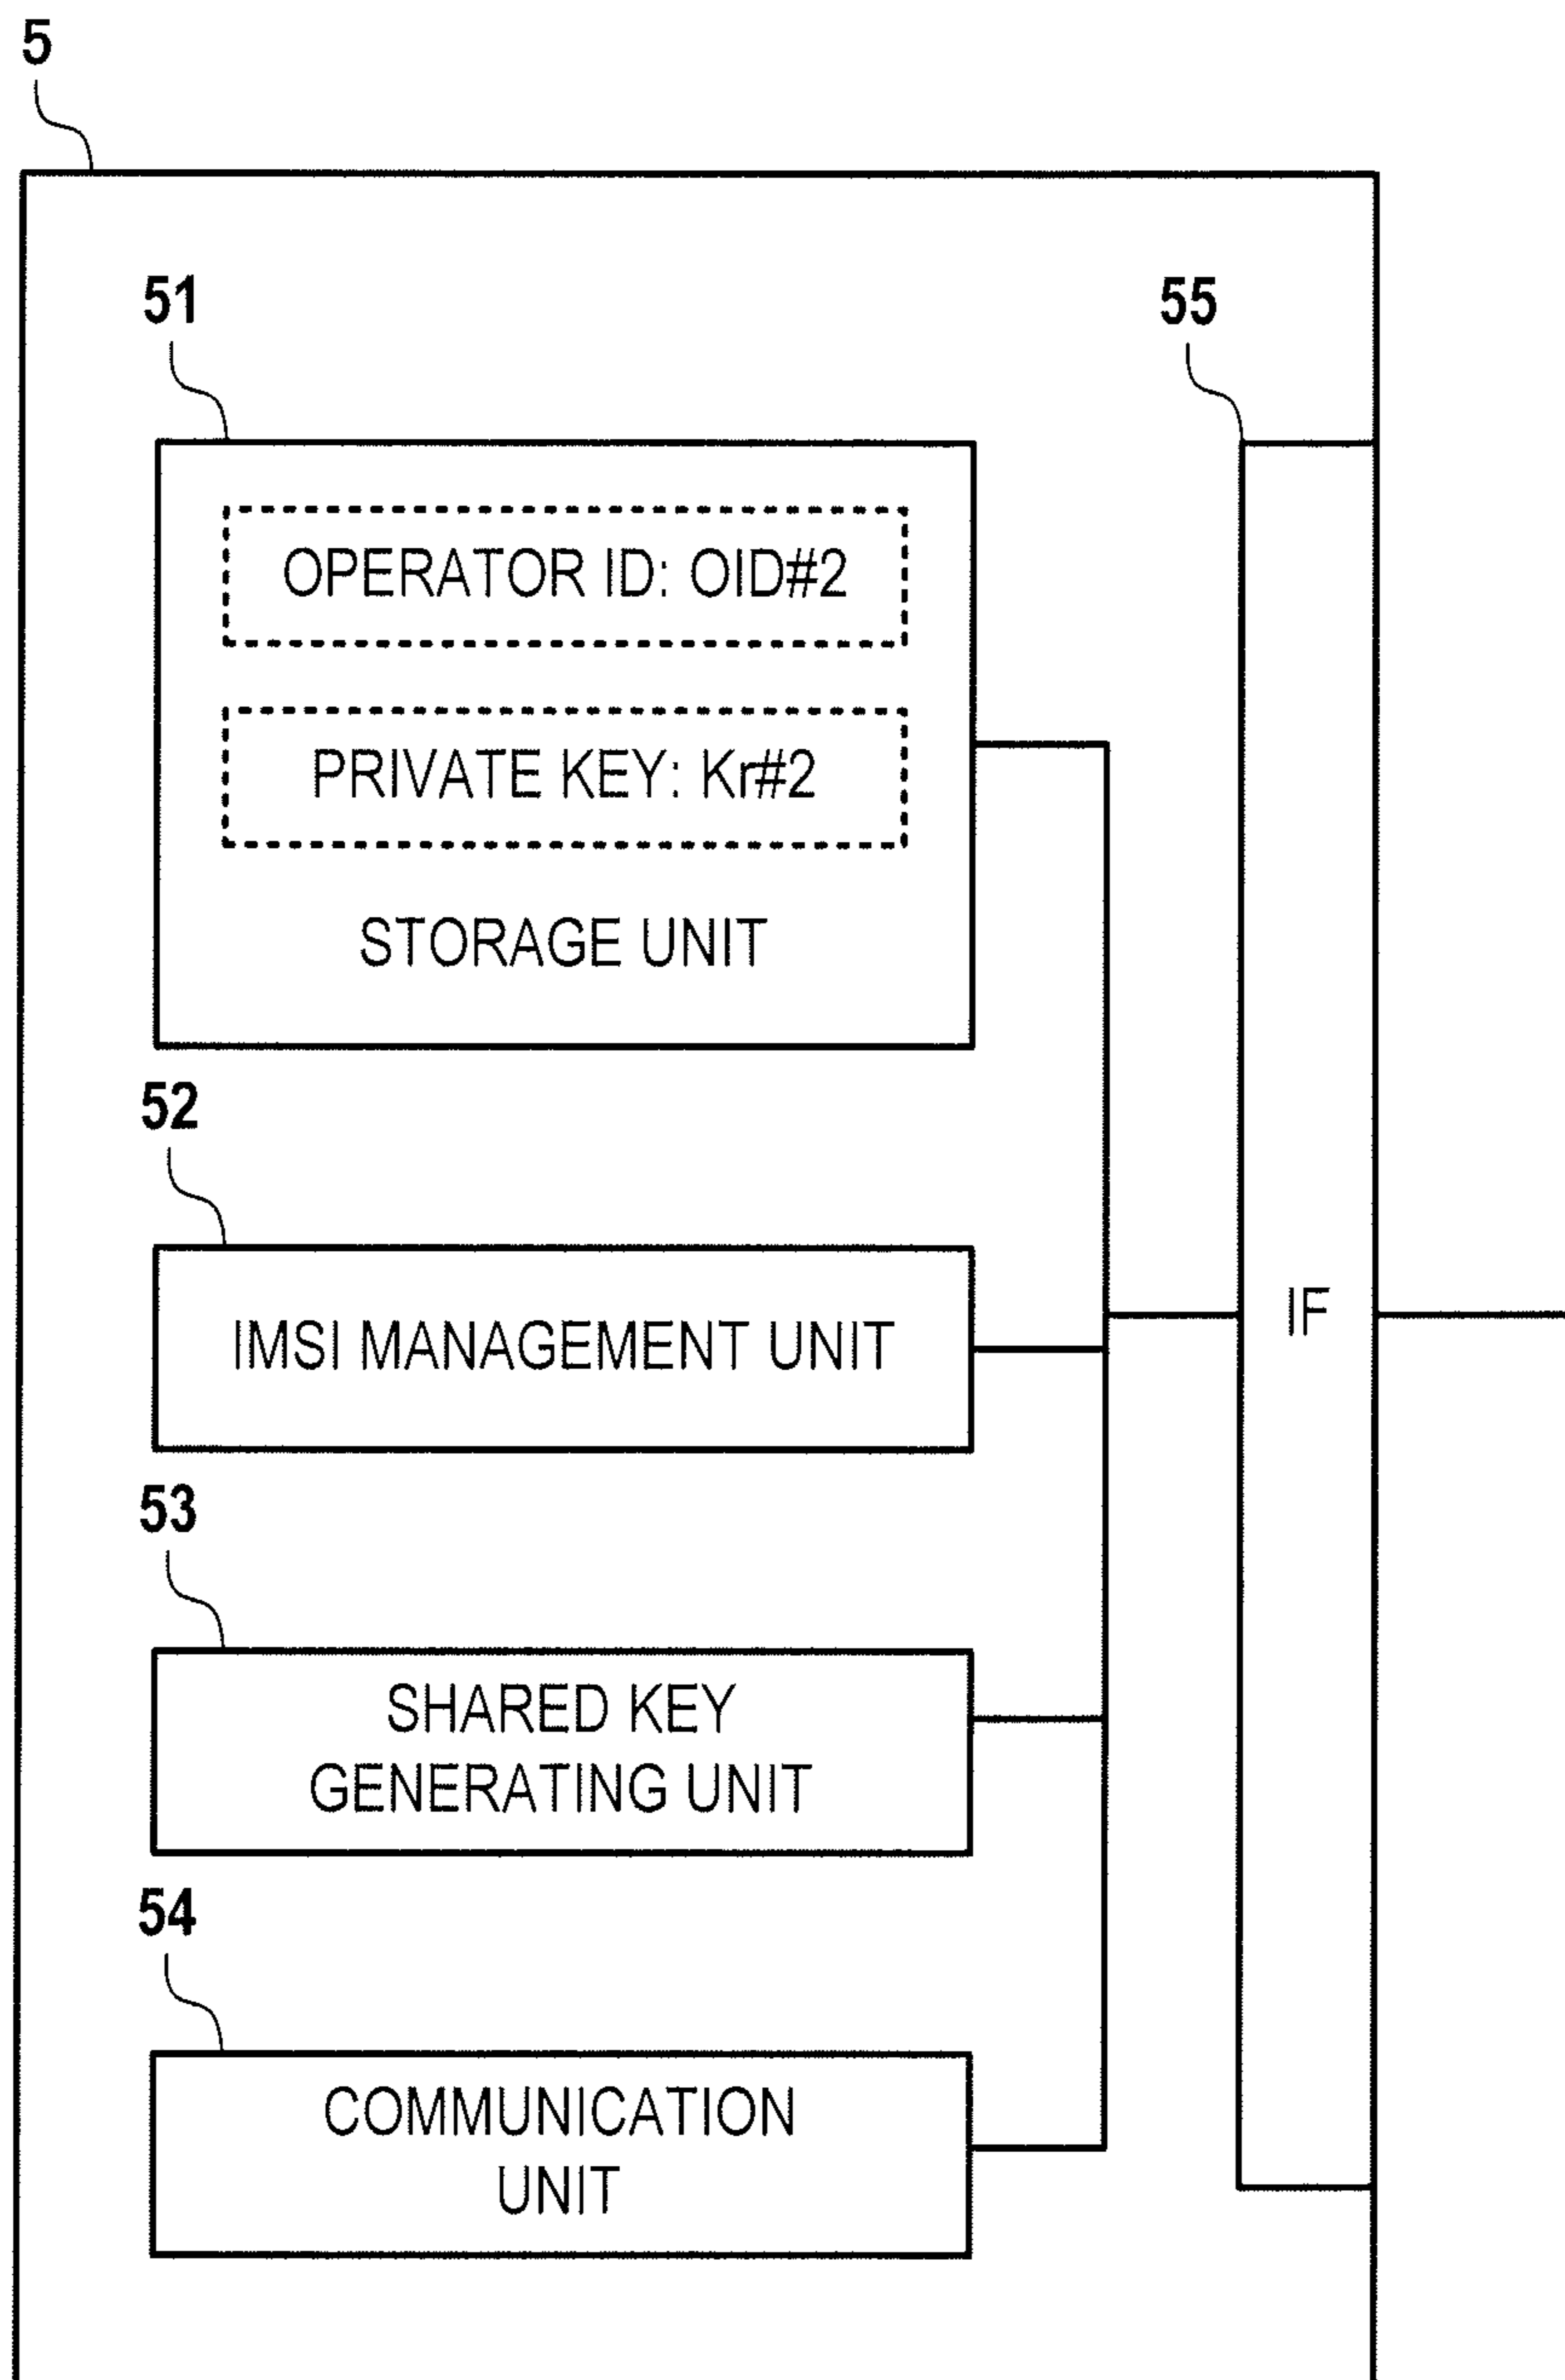 5
51
55
OPERATOR ID: OID#2
PRIVATE KEY: Kr#2
STORAGE UNIT
52
IMSI MANAGEMENT UNIT
IF
53
SHARED KEY
GENERATING UNIT
54
COMMUNICATION
UNIT